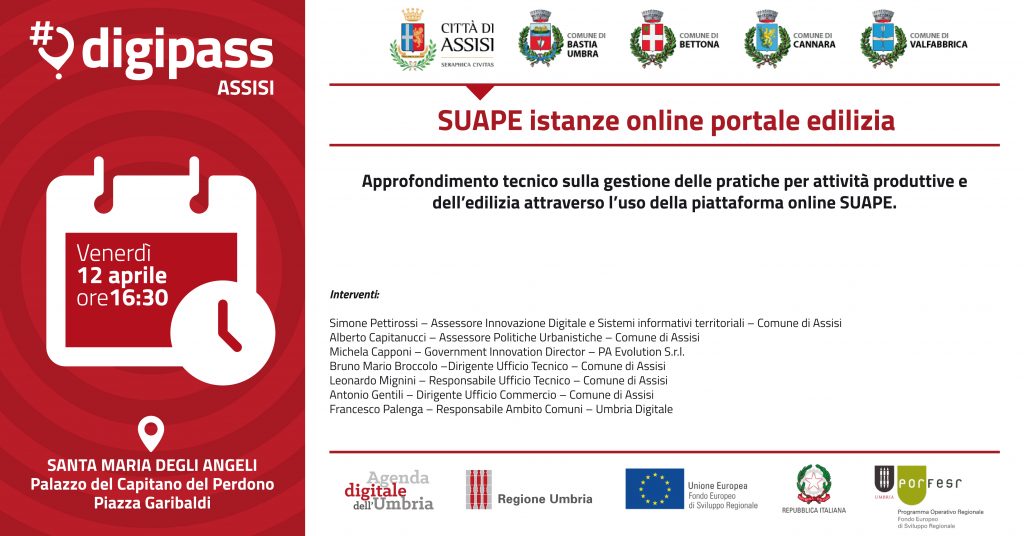 #digipass
ASSISI
Venerdì
12 aprile
ore16:30
SANTA MARIA DEGLI ANGELI
Palazzo del Capitano del Perdono
Piazza Garibaldi
CITTÀ DI
ASSISI
SERAPHICA CIVITAS
COMUNE DI
BASTIA
UMBRA
COMUNE DI
BETTONA
COMUNE DI
CANNARA
COMUNE DI
VALFABBRICA
SUAPE istanze online portale edilizia
Approfondimento tecnico sulla gestione delle pratiche per attività produttive e
dell’edilizia attraverso l’uso della piattaforma online SUAPE.
Interventi:
Simone Pettirossi – Assessore Innovazione Digitale e Sistemi informativi territoriali – Comune di Assisi
Alberto Capitanucci – Assessore Politiche Urbanistiche – Comune di Assisi
Michela Capponi – Government Innovation Director – PA Evolution S.r.l.
Bruno Mario Broccolo –Dirigente Ufficio Tecnico – Comune di Assisi
Leonardo Mignini – Responsabile Ufficio Tecnico – Comune di Assisi
Antonio Gentili – Dirigente Ufficio Commercio – Comune di Assisi
Francesco Palenga – Responsabile Ambito Comuni – Umbria Digitale
Agenda
digitale
dell'Umbria
Regione Umbria
Unione Europea
Fondo Europeo
di Sviluppo Regionale
REPUBBLICA ITALIANA
UMBRIA
porfesr
Programma Operativo Regionale
Fondo Europeo
di Sviluppo Regionale